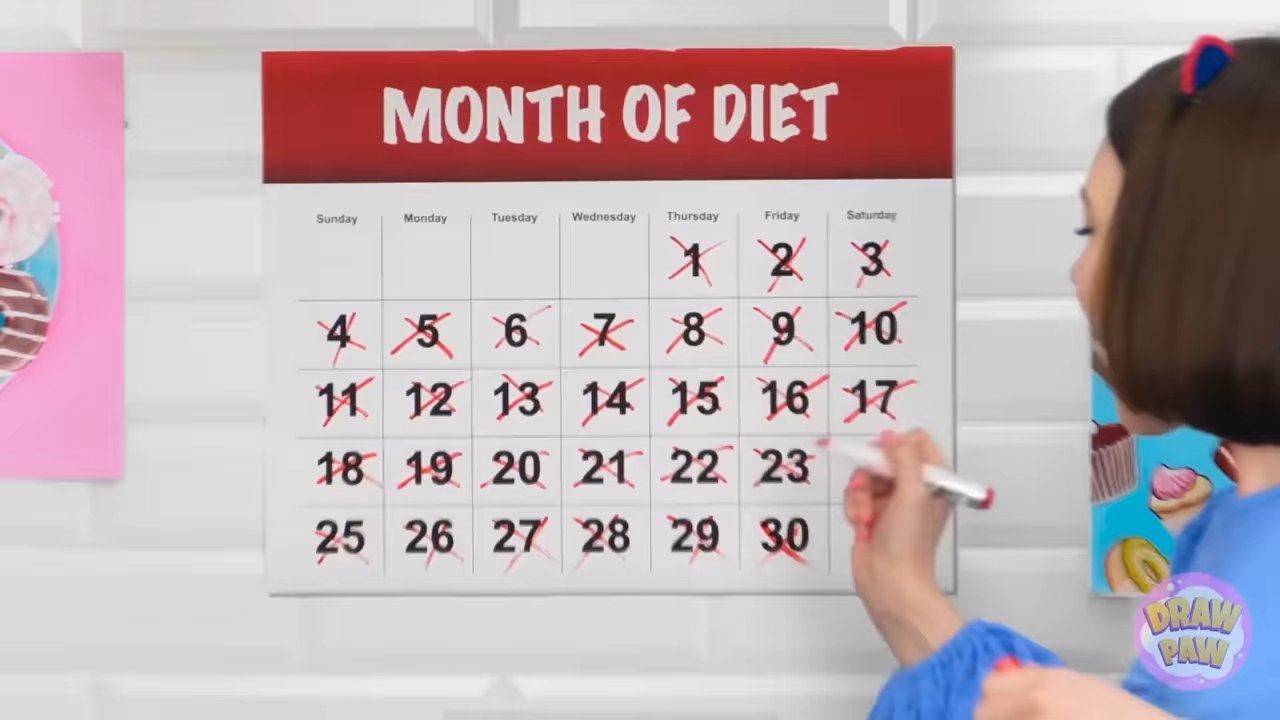 MONTH OF DIET
Sunday Monday Tuesday Wednesday Thursday Friday Saturday
1 2 3
4 5 6 7 8 9 10
11 12 13 14 15 16 17
18 19 20 21 22 23
25 26 27 28 29 30
DRAW
PAW